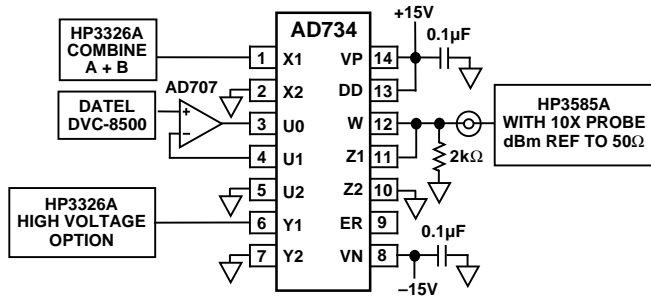 HP3326A
COMBINE
A + B
DATEL
DVC-8500
AD707
+
–
HP3326A
HIGH VOLTAGE
OPTION
AD734
1 X1
2 X2
3 U0
4 U1
5 U2
6 Y1
7 Y2
VP 14
DD 13
W 12
Z1 11
Z2 10
ER 9
VN 8
+15V
0.1µF
2kΩ
HP3585A
WITH 10X PROBE
dBm REF TO 50Ω
0.1µF
–15V